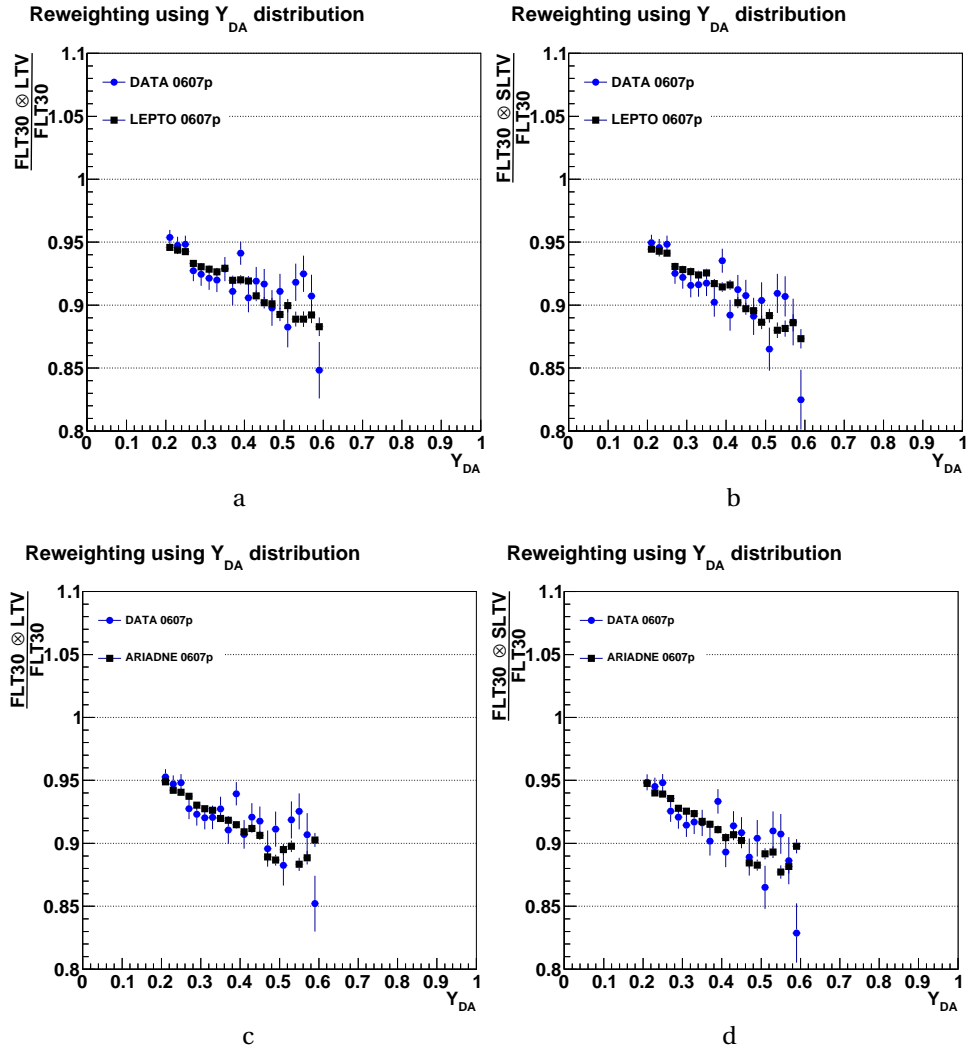 Reweighting using Y_DA distribution
FLT30 ⊗ LTV
FLT30
1.1
1.05
1
0.95
0.9
0.85
0.8
DATA 0607p
LEPTO 0607p
0 0.1 0.2 0.3 0.4 0.5 0.6 0.7 0.8 0.9 1
Y_DA
a
Reweighting using Y_DA distribution
FLT30 ⊗ SLTV
FLT30
1.1
1.05
1
0.95
0.9
0.85
0.8
DATA 0607p
LEPTO 0607p
0 0.1 0.2 0.3 0.4 0.5 0.6 0.7 0.8 0.9 1
Y_DA
b
Reweighting using Y_DA distribution
FLT30 ⊗ LTV
FLT30
1.1
1.05
1
0.95
0.9
0.85
0.8
DATA 0607p
ARIADNE 0607p
0 0.1 0.2 0.3 0.4 0.5 0.6 0.7 0.8 0.9 1
Y_DA
c
Reweighting using Y_DA distribution
FLT30 ⊗ SLTV
FLT30
1.1
1.05
1
0.95
0.9
0.85
0.8
DATA 0607p
ARIADNE 0607p
0 0.1 0.2 0.3 0.4 0.5 0.6 0.7 0.8 0.9 1
Y_DA
d